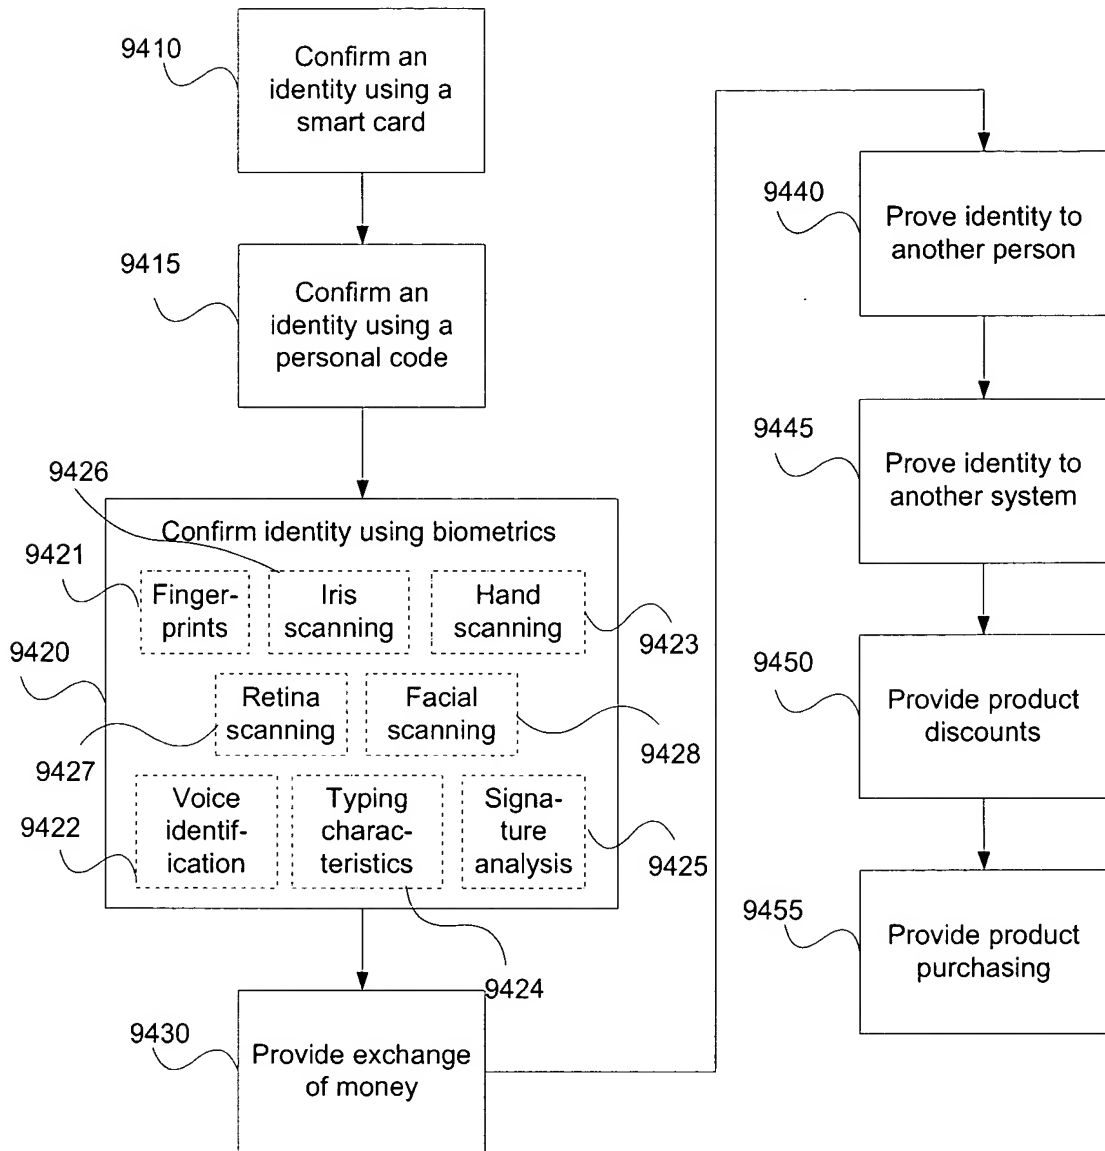 9410
Confirm an
identity using a
smart card
9415
Confirm an
identity using a
personal code
9426
Confirm identity using biometrics
9421
Finger-
prints
Iris
scanning
Hand
scanning
9423
9420
Retina
scanning
Facial
scanning
9427
9428
Voice
identif-
ication
Typing
charac-
teristics
Signa-
ture
analysis
9422
9425
9424
9430
Provide exchange
of money
9440
Prove identity to
another person
9445
Prove identity to
another system
9450
Provide product
discounts
9455
Provide product
purchasing